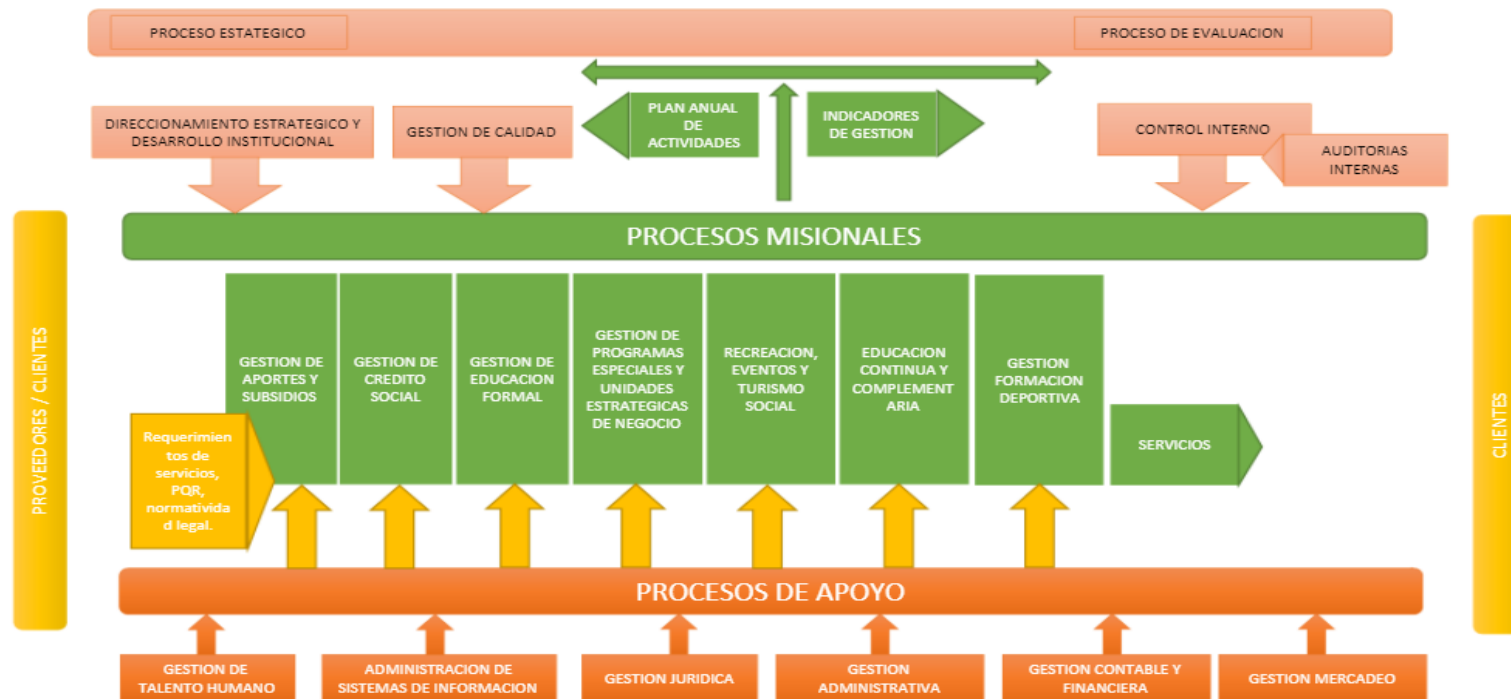 PROCESO ESTATEGICO
PROCESO DE EVALUACION
DIRECCIONAMIENTO ESTRATEGICO Y
DESARROLLO INSTITUCIONAL
GESTION DE CALIDAD
PLAN ANUAL
DE
ACTIVIDADES
INDICADORES
DE GESTION
CONTROL INTERNO
AUDITORIAS
INTERNAS
PROCESOS MISIONALES
PROVEEDORES / CLIENTES
GESTION DE
APORTES Y
SUBSIDIOS
GESTION DE
CREDITO
SOCIAL
GESTION DE
EDUCACION
FORMAL
GESTION DE
PROGRAMAS
ESPECIALES Y
UNIDADES
ESTRATEGICAS
DE NEGOCIO
RECREACION,
EVENTOS Y
TURISMO
SOCIAL
EDUCACION
CONTINUA Y
COMPLEMENT
ARIA
GESTION
FORMACION
DEPORTIVA
SERVICIOS
CLIENTES
Requerimien
tos de
servicios,
PQR,
normativida
d legal.
PROCESOS DE APOYO
GESTION DE
TALENTO HUMANO
ADMINISTRACION DE
SISTEMAS DE INFORMACION
GESTION JURIDICA
GESTION
ADMINISTRATIVA
GESTION CONTABLE Y
FINANCIERA
GESTION MERCADEO